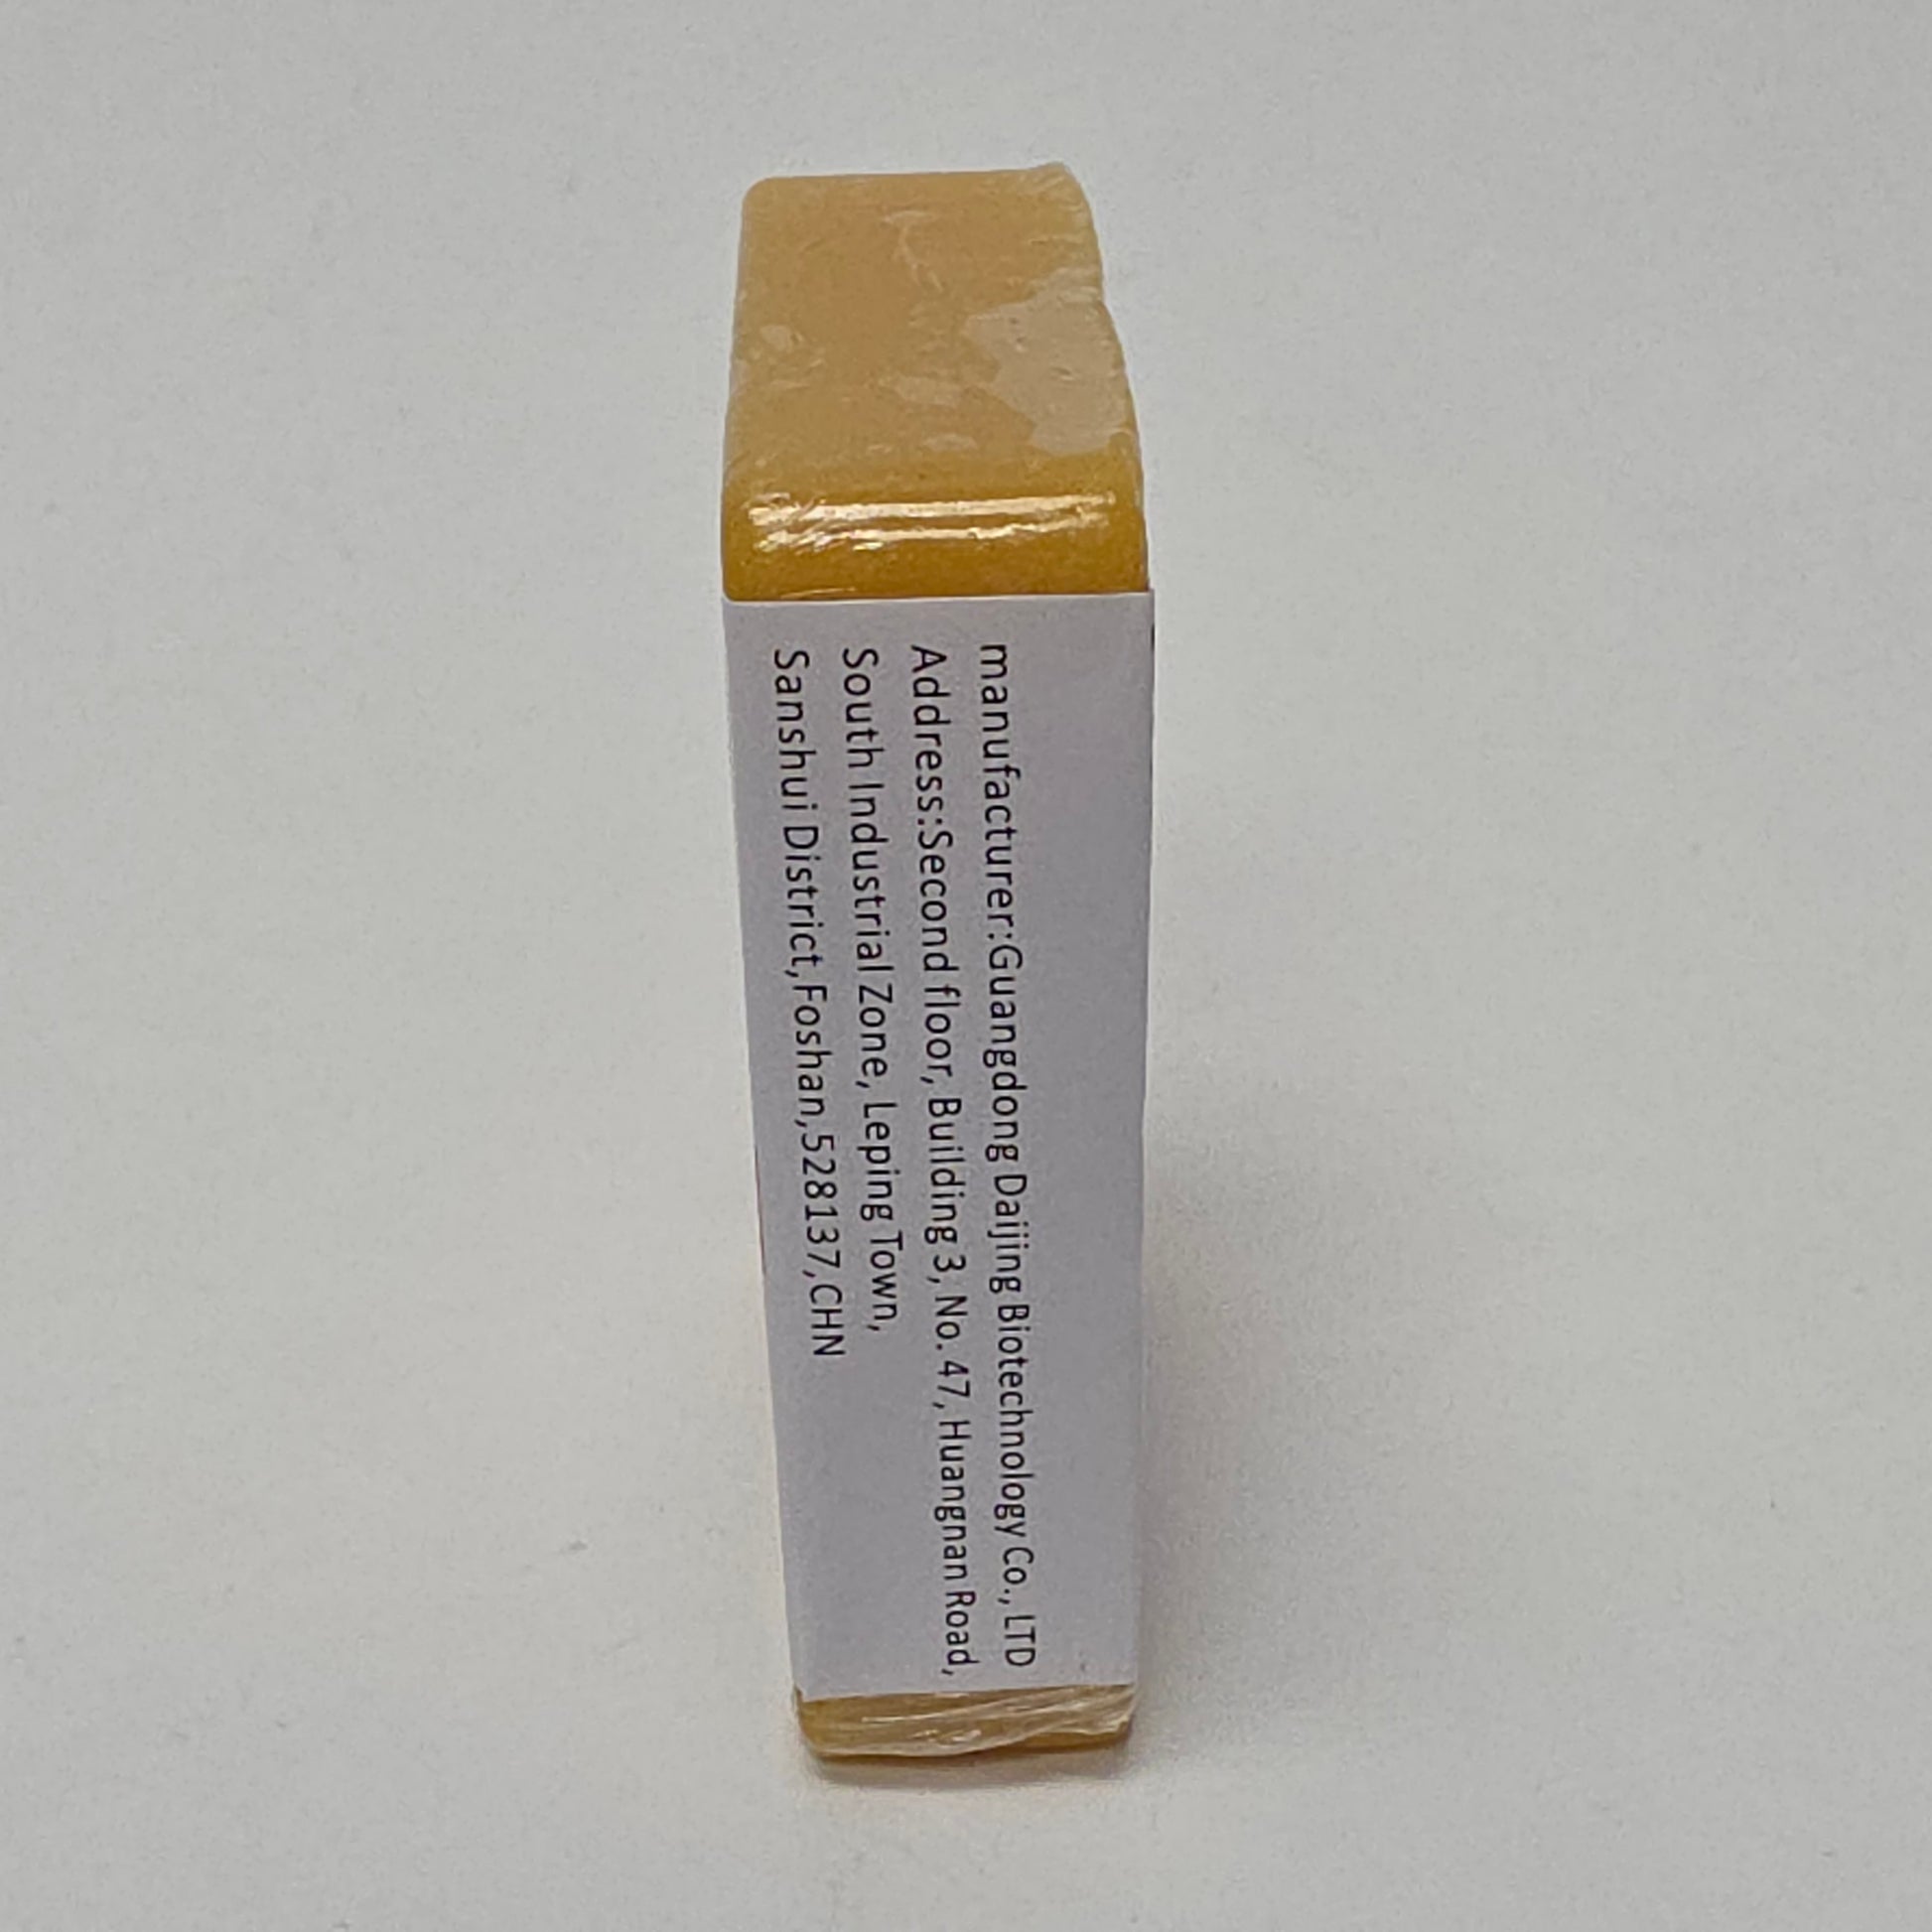 manufacturer:Guangdong Daijing Biotechnology Co., LTD
Address:Second floor, Building 3, No. 47, Huangnan Road,
South Industrial Zone, Leping Town,
Sanshui District,Foshan,528137,CHN